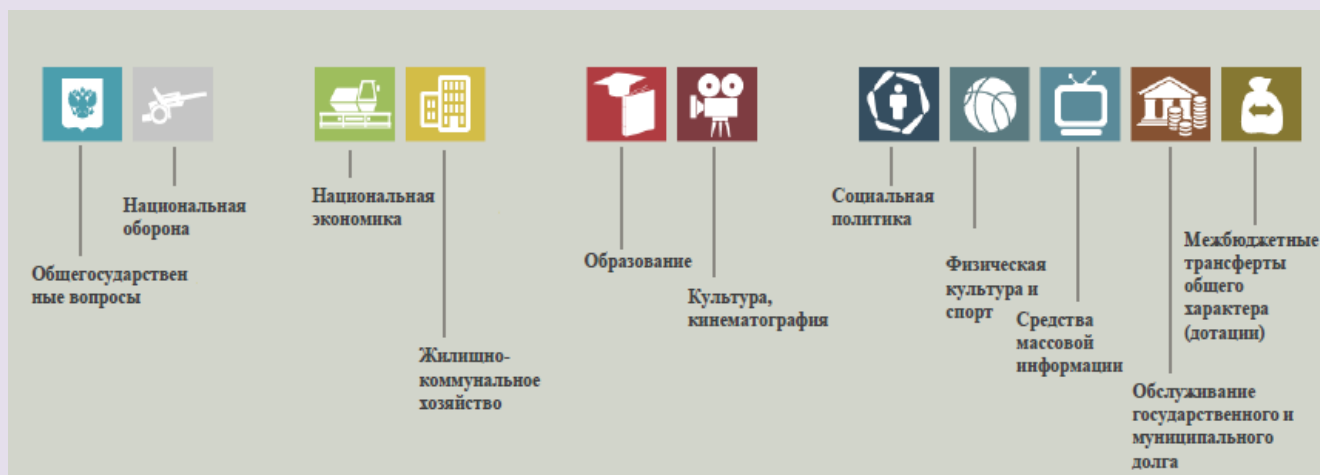 Общегосударствен
ные вопросы
Национальная
оборона
Национальная
экономика
Жилищно-
коммунальное
хозяйство
Образование
Культура,
кинематография
Социальная
политика
Физическая
культура и
спорт
Средства
массовой
информации
Обслуживание
государственного и
муниципального
долга
Межбюджетные
трансферты
общего
характера
(дотации)